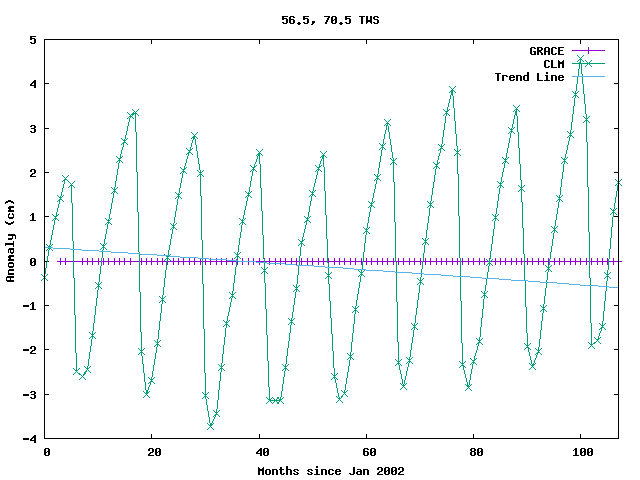 56.5, 70.5 TWS
GRACE
CLM
Trend Line
Anomaly (cm)
5
4
3
2
1
0
-1
-2
-3
-4
0 20 40 60 80 100
Months since Jan 2002